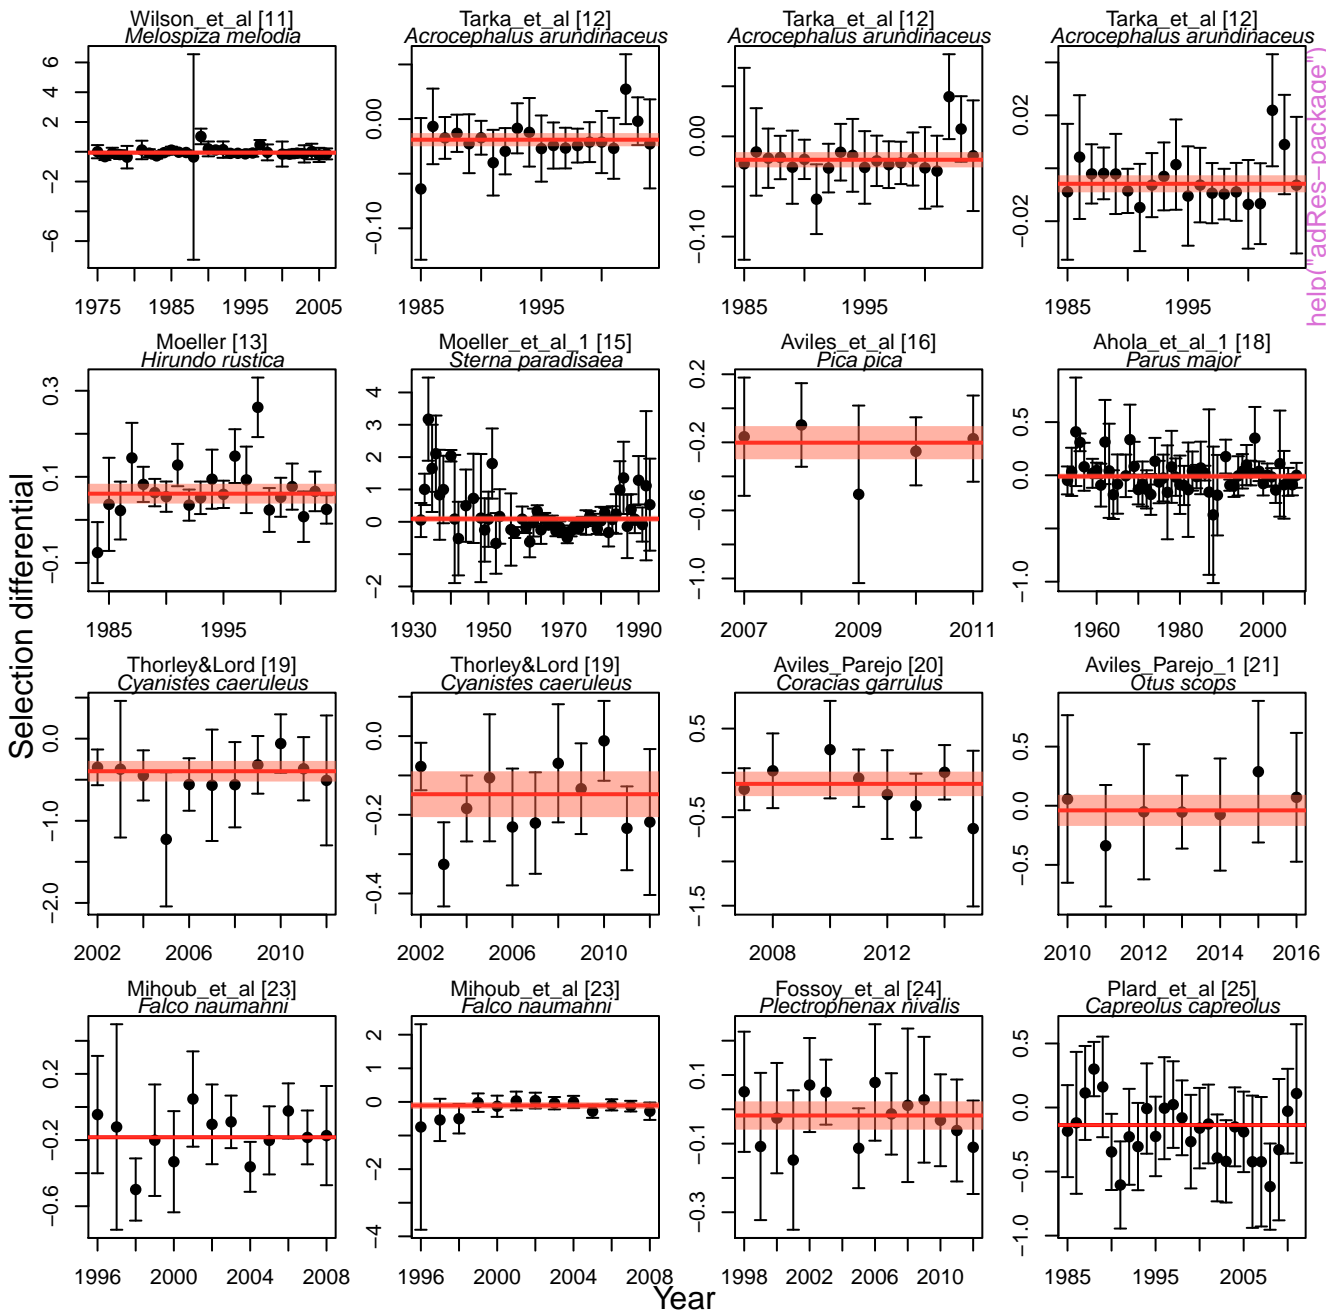 Wilson_et_al [11]
Melospiza melodia
6
4
2
−2
−6
1975 1985 1995 2005
Tarka_et_al [12]
Acrocephalus arundinaceus
0.00
−0.10
1985 1995
Tarka_et_al [12]
Acrocephalus arundinaceus
0.00
−0.10
1985 1995
Tarka_et_al [12]
Acrocephalus arundinaceus
0.02
−0.02
1985 1995
help("adRes−package")
Moeller [13]
Hirundo rustica
0.3
0.1
−0.1
1985 1995
Moeller_et_al_1 [15]
Sterna paradisaea
4
3
2
1
0
−2
1930 1950 1970 1990
Aviles_et_al [16]
Pica pica
0.2
−0.2
−0.6
−1.0
2007 2009 2011
Ahola_et_al_1 [18]
Parus major
0.5
0.0
−1.0
1960 1980 2000
Selection differential
Thorley&Lord [19]
Cyanistes caeruleus
0.0
−1.0
−2.0
2002 2006 2010
Thorley&Lord [19]
Cyanistes caeruleus
0.0
−0.2
−0.4
2002 2006 2010
Aviles_Parejo [20]
Coracias garrulus
0.5
−0.5
−1.5
2008 2012
Aviles_Parejo_1 [21]
Otus scops
0.5
0.0
−0.5
2010 2012 2014 2016
Mihoub_et_al [23]
Falco naumanni
0.2
−0.2
−0.6
1996 2000 2004 2008
Mihoub_et_al [23]
Falco naumanni
2
1
0
−2
−4
1996 2000 2004 2008
Fossoy_et_al [24]
Plectrophenax nivalis
0.1
−0.1
−0.3
1998 2002 2006 2010
Plard_et_al [25]
Capreolus capreolus
0.5
0.0
−0.5
−1.0
1985 1995 2005
Year